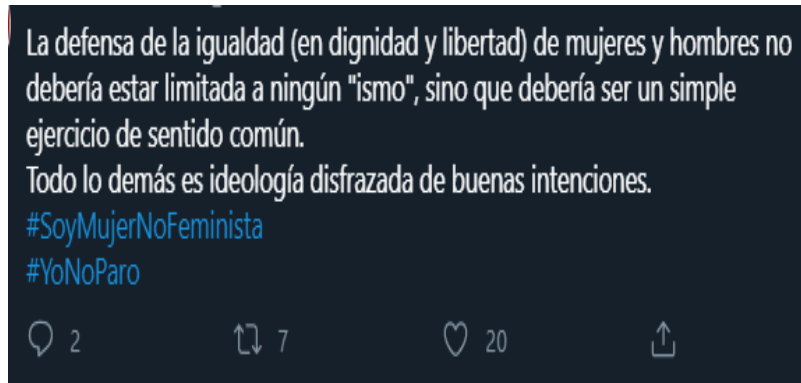 La defensa de la igualdad (en dignidad y libertad) de mujeres y hombres no
debería estar limitada a ningún "ismo", sino que debería ser un simple
ejercicio de sentido común.
Todo lo demás es ideología disfrazada de buenas intenciones.
#SoyMujerNoFeminista
#YoNoParo
2 7 20